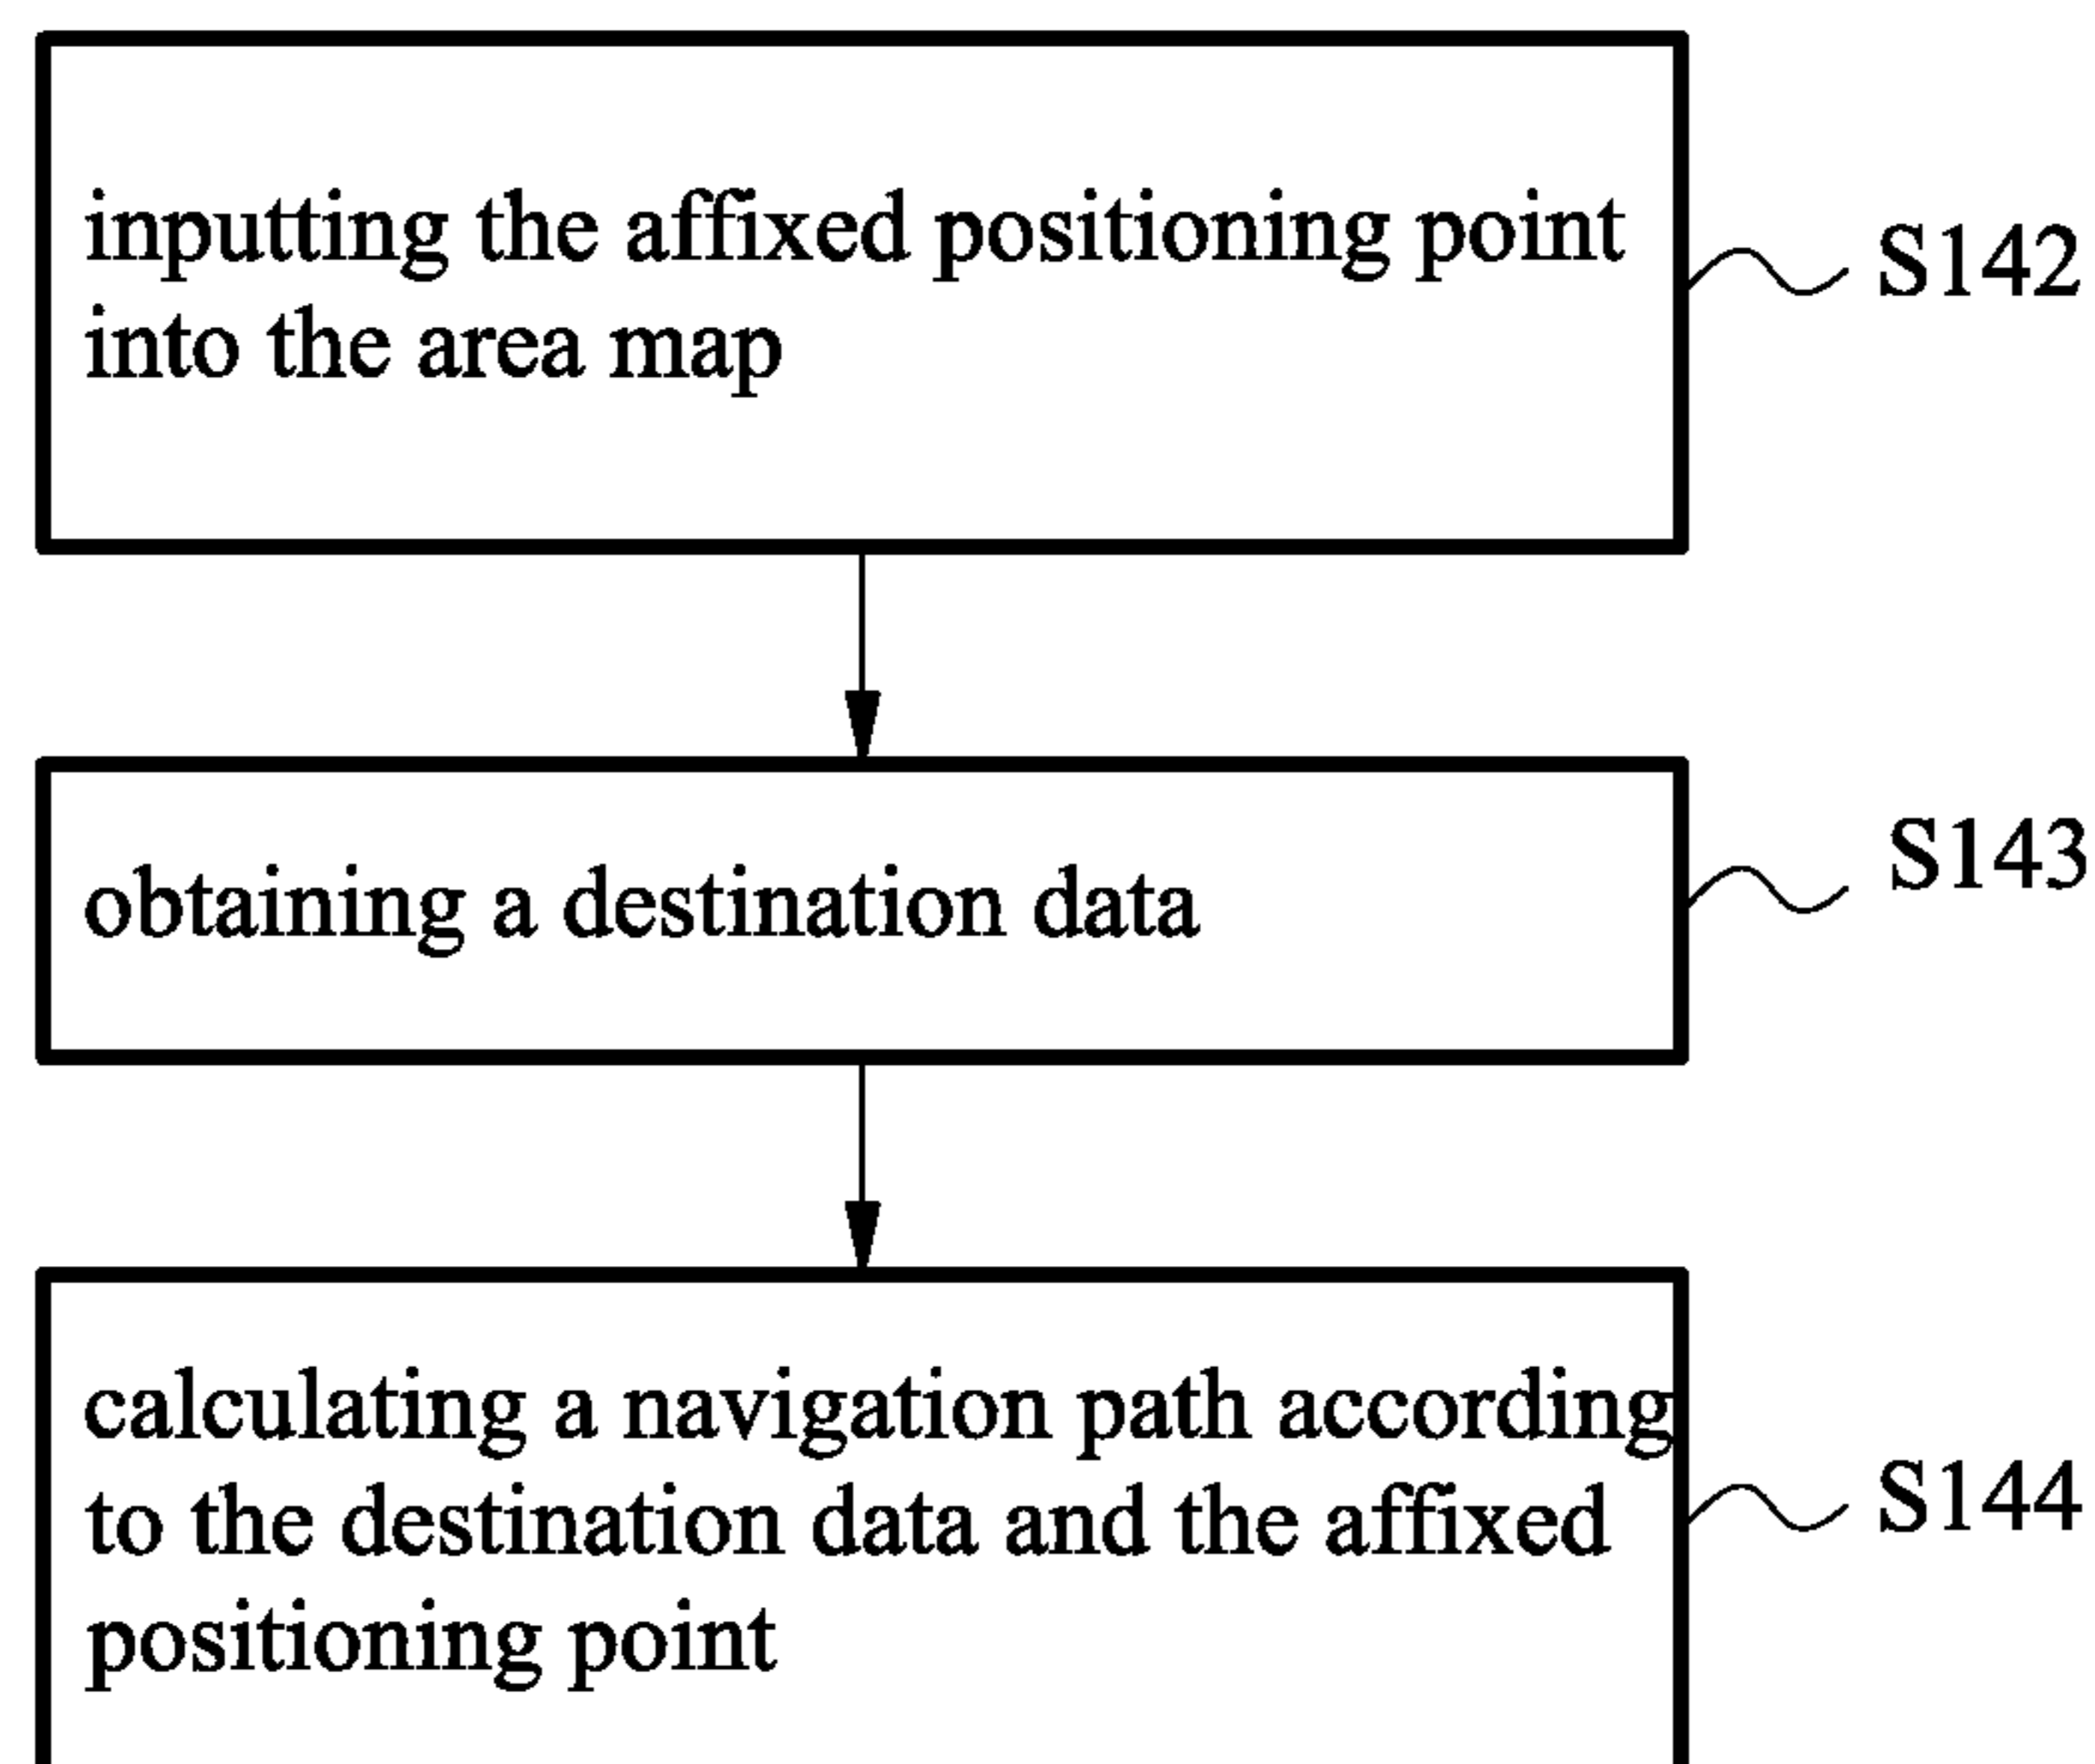 inputting the affixed positioning point
into the area map
S142
obtaining a destination data
S143
calculating a navigation path according
to the destination data and the affixed
positioning point
S144